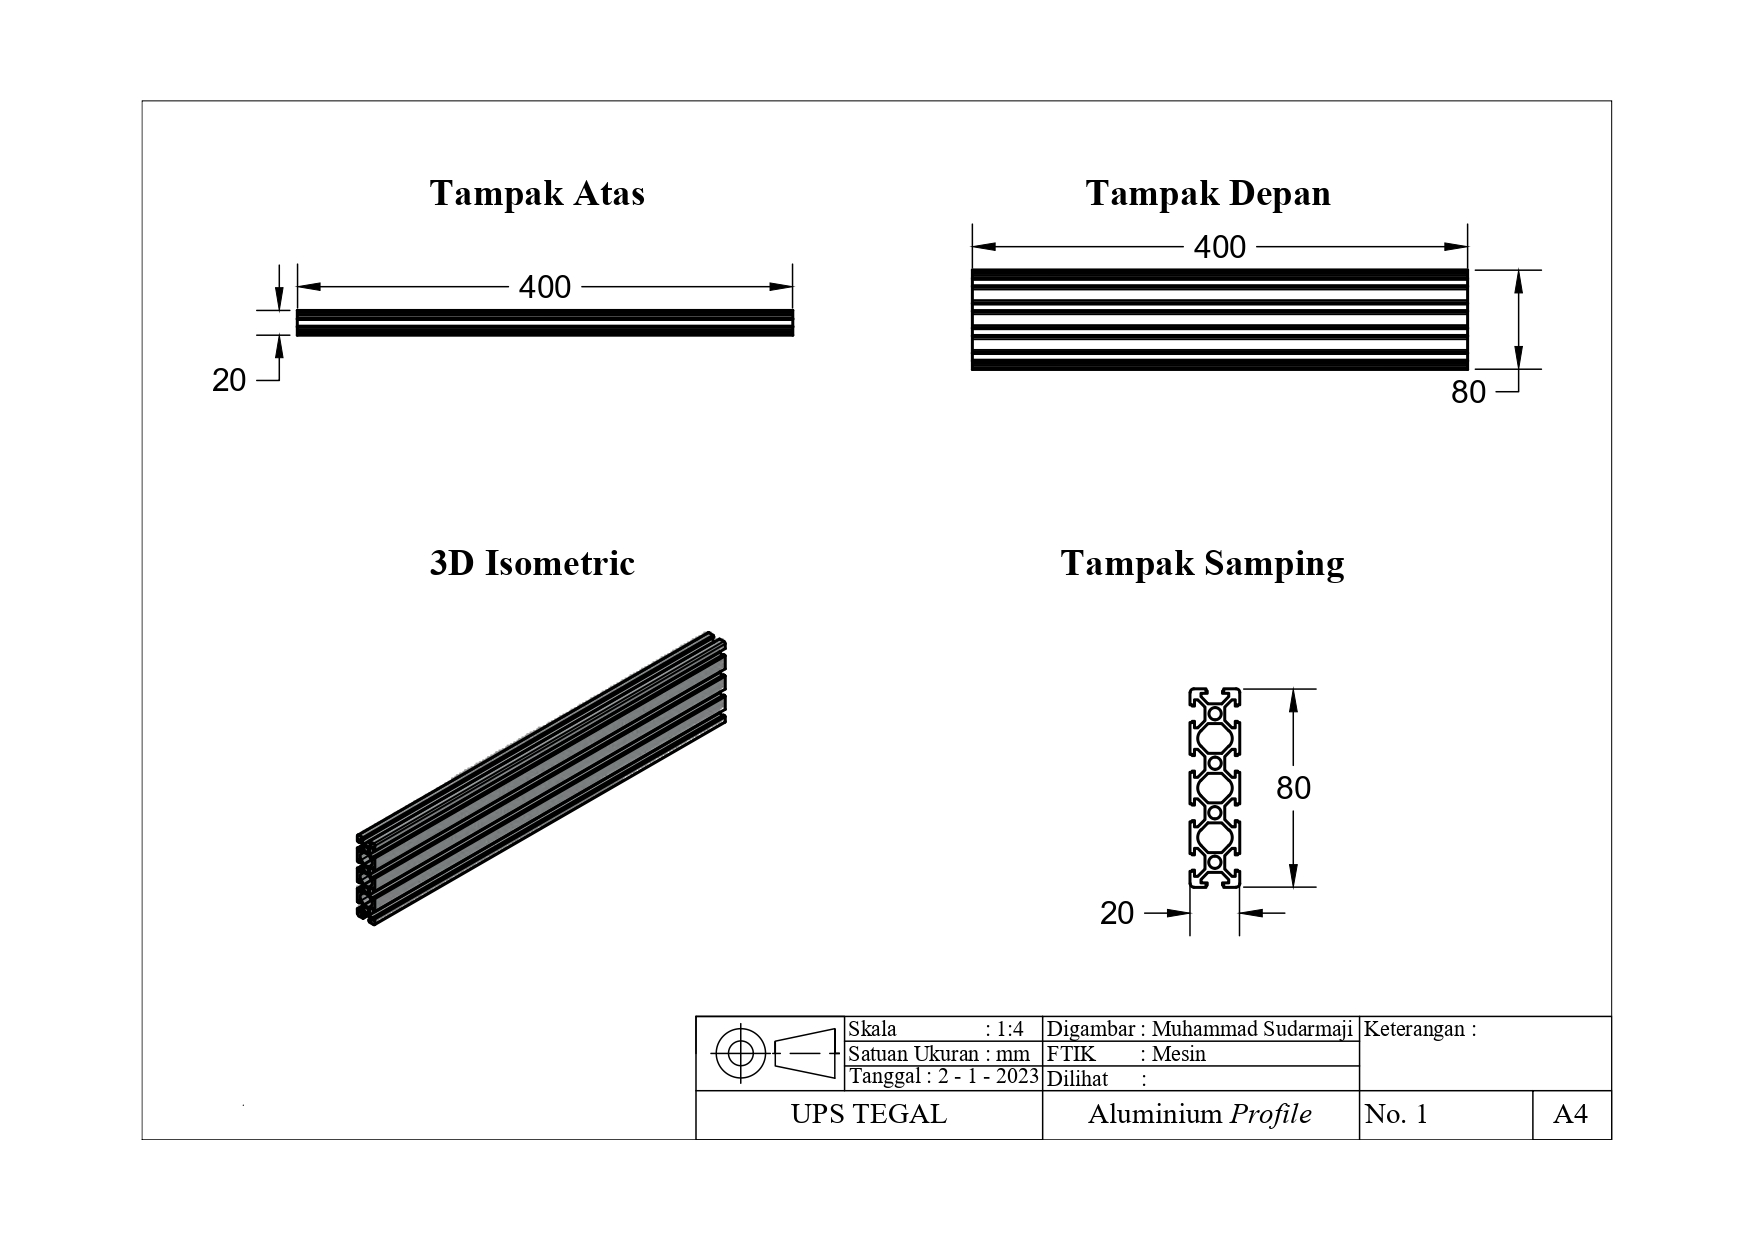 Tampak Atas
400
20
Tampak Depan
400
80
3D Isometric
Tampak Samping
80
20
Skala : 1:4
Satuan Ukuran : mm
Tanggal : 2 - 1 - 2023
Digambar : Muhammad Sudarmaji
FTIK : Mesin
Dilihat :
Keterangan :
UPS TEGAL
Aluminium Profile
No. 1
A4